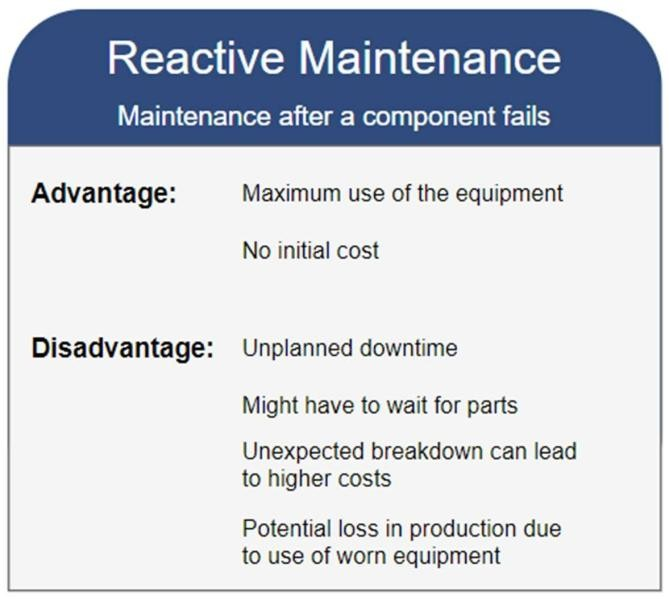 Reactive Maintenance
Maintenance after a component fails
Advantage:
Maximum use of the equipment
No initial cost
Disadvantage:
Unplanned downtime
Might have to wait for parts
Unexpected breakdown can lead
to higher costs
Potential loss in production due
to use of worn equipment